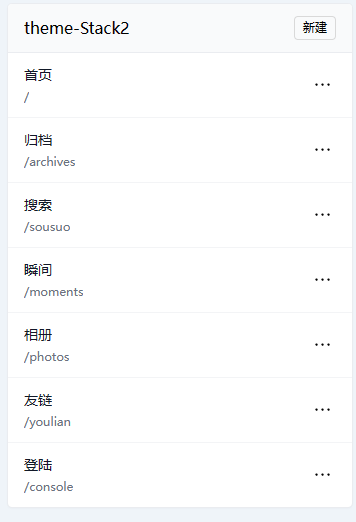 theme-Stack2
新建
首页
/
归档
/archives
搜索
/sousuo
瞬间
/moments
相册
/photos
友链
/youlian
登陆
/console